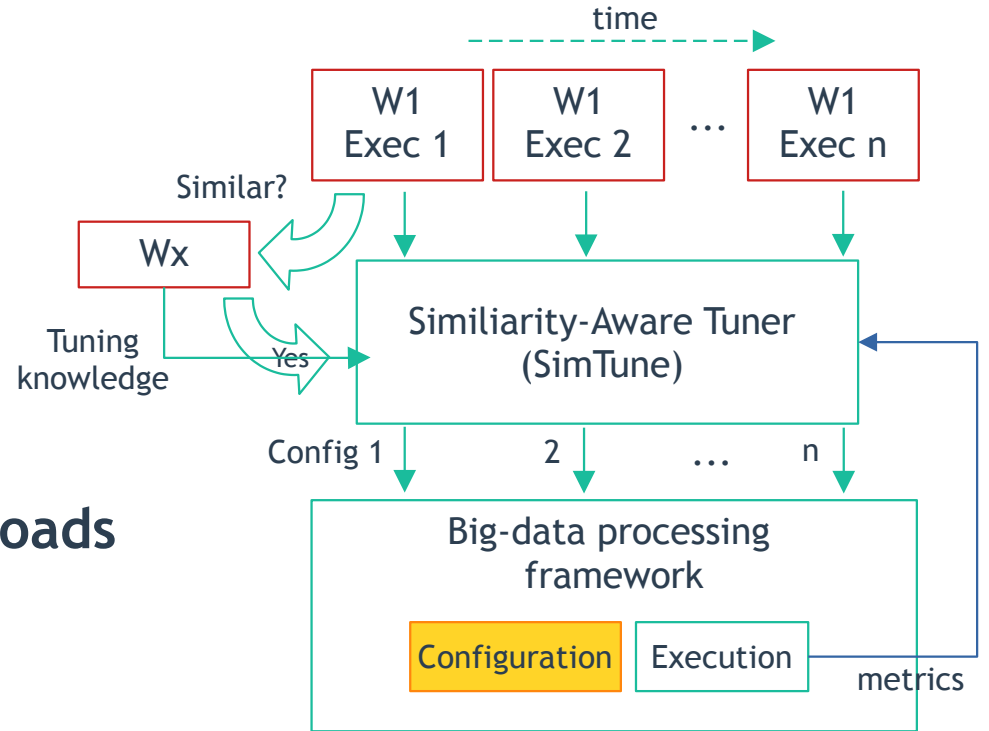 time
W1
Exec 1
W1
Exec 2
...
W1
Exec n
Similar?
Wx
Similiarity-Aware Tuner
(SimTune)
Tuning
knowledge
Yes
Config 1
2
...
n
oads
Big-data processing
framework
Configuration
Execution
metrics